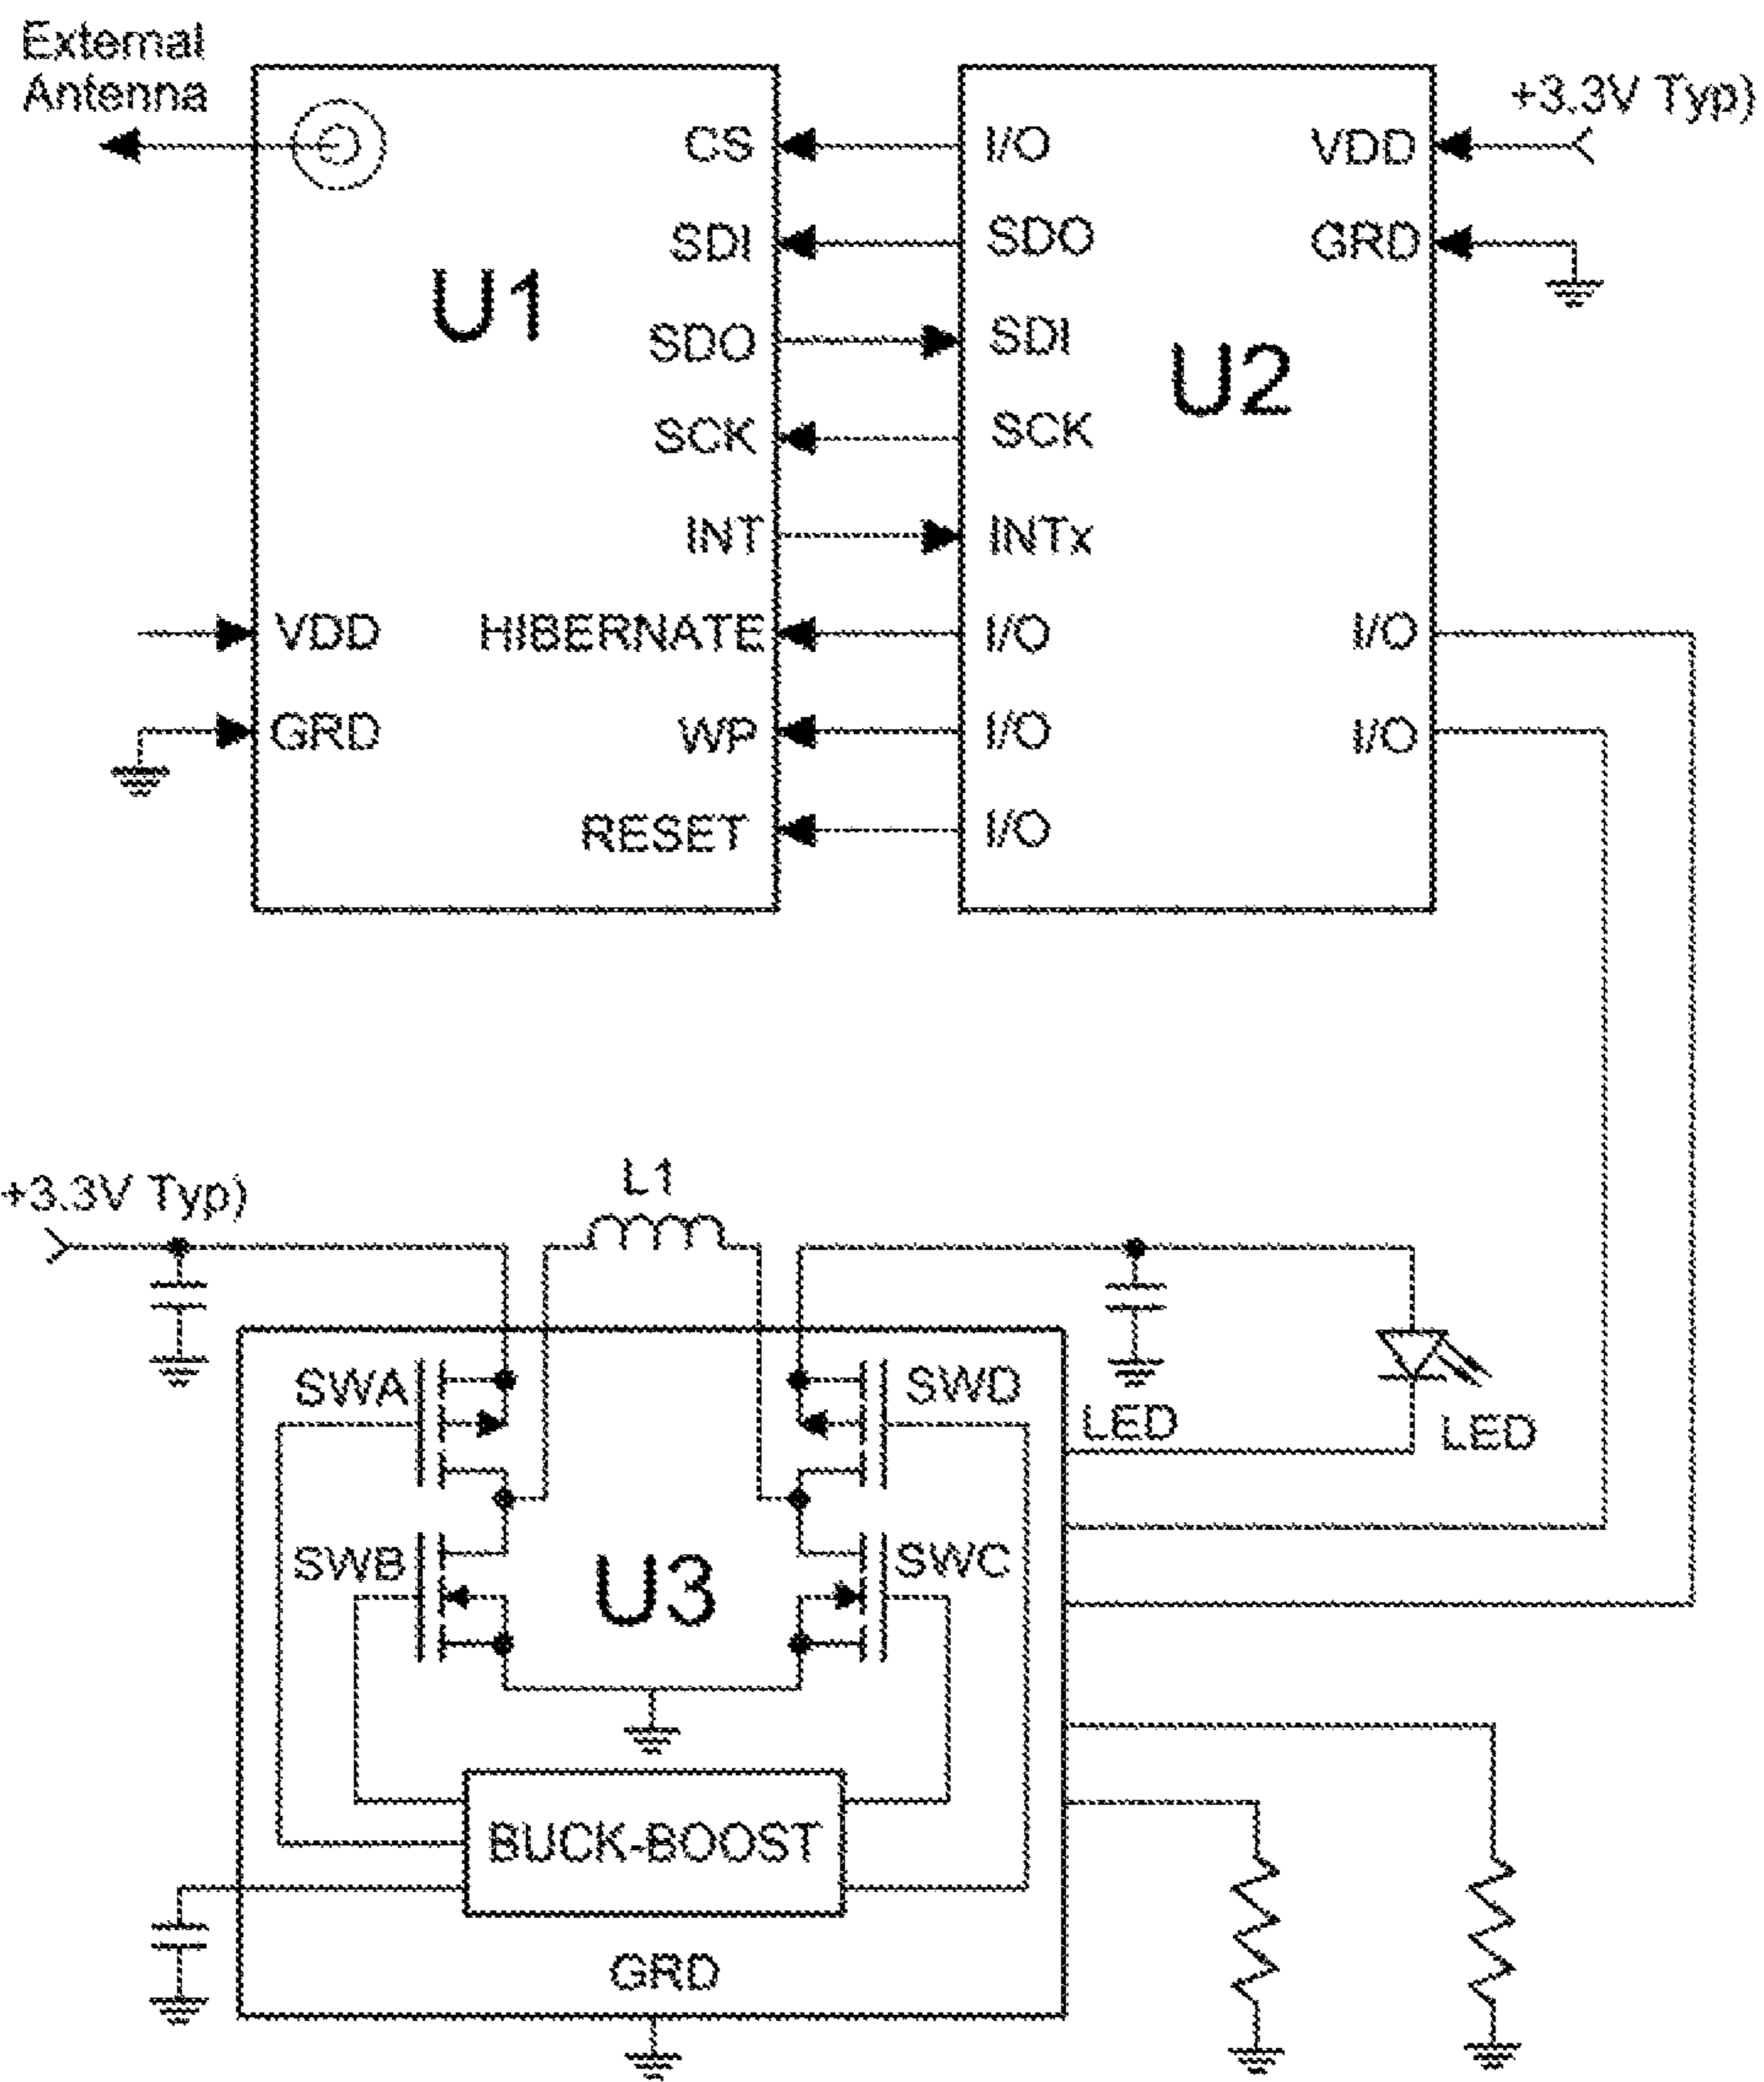 External
Antenna
+3.3V Typ)
CS
I/O
VDD
SDI
SDO
GRD
U1
SDO
SDI
U2
SCK
SCK
INT
INTx
VDD
HIBERNATE
I/O
I/O
GRD
WP
I/O
I/O
RESET
I/O
L1
+3.3V Typ)
SWA
SWD
LED
LED
SWB
U3
SWC
BUCK-BOOST
GRD